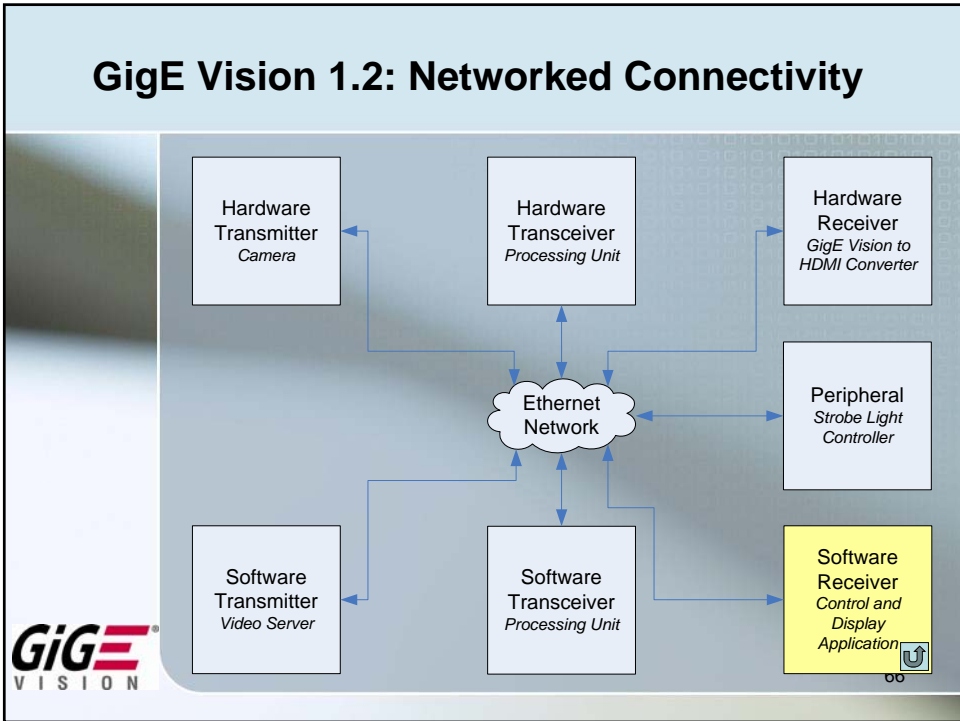 GigE Vision 1.2: Networked Connectivity
Hardware
Transmitter
Camera
Hardware
Transceiver
Processing Unit
Hardware
Receiver
GigE Vision to
HDMI Converter
Ethernet
Network
Peripheral
Strobe Light
Controller
Software
Transmitter
Video Server
Software
Transceiver
Processing Unit
Software
Receiver
Control and
Display
Application
GiGE®
VISION
66